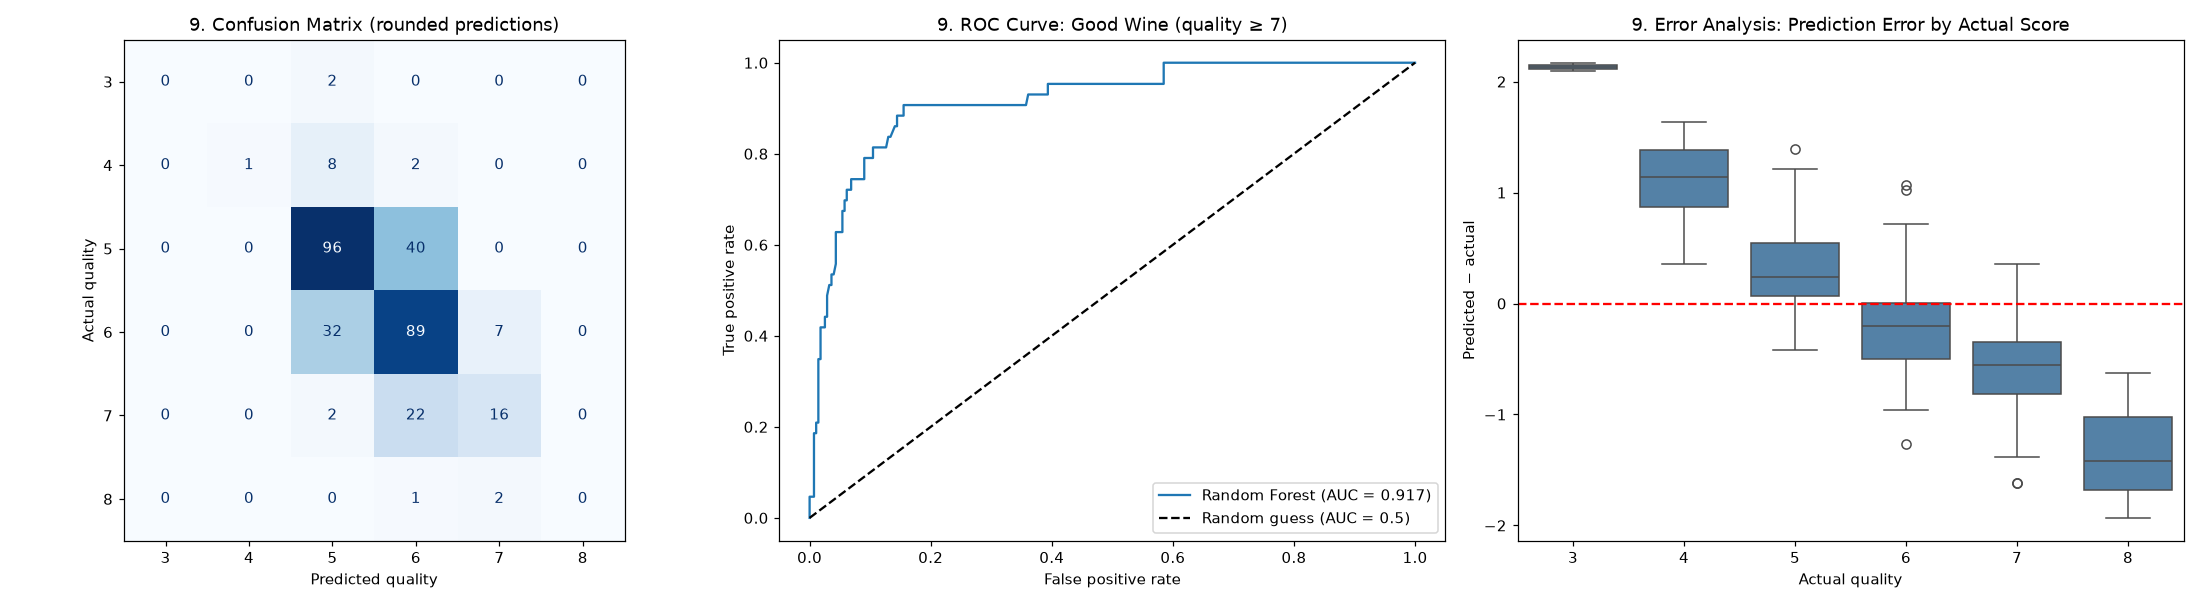 9. Confusion Matrix (rounded predictions)
Actual quality
3 0 0 2 0 0 0
4 0 1 8 2 0 0
5 0 0 96 40 0 0
6 0 0 32 89 7 0
7 0 0 2 22 16 0
8 0 0 0 1 2 0
3 4 5 6 7 8
Predicted quality
9. ROC Curve: Good Wine (quality ≥ 7)
True positive rate
1.0
0.8
0.6
0.4
0.2
0.0
0.0 0.2 0.4 0.6 0.8 1.0
False positive rate
Random Forest (AUC = 0.917)
Random guess (AUC = 0.5)
9. Error Analysis: Prediction Error by Actual Score
Predicted − actual
2
1
0
−1
−2
3 4 5 6 7 8
Actual quality